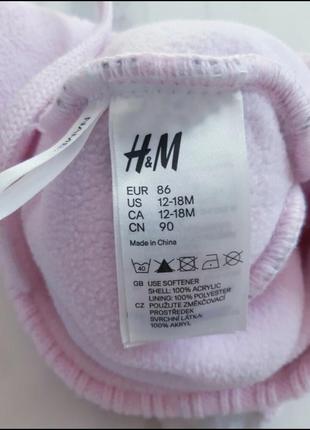 H&M
EUR 86
US 12-18M
CA 12-18M
CN 90
Made in China
40
GB USE SOFTENER
SHELL: 100% ACRYLIC
LINING: 100% POLYESTER
CZ POUŽIJTE ZMĚKČOVACÍ
PROSTŘEDEK
SVRCHNÍ LÁTKA:
100% AKRYL